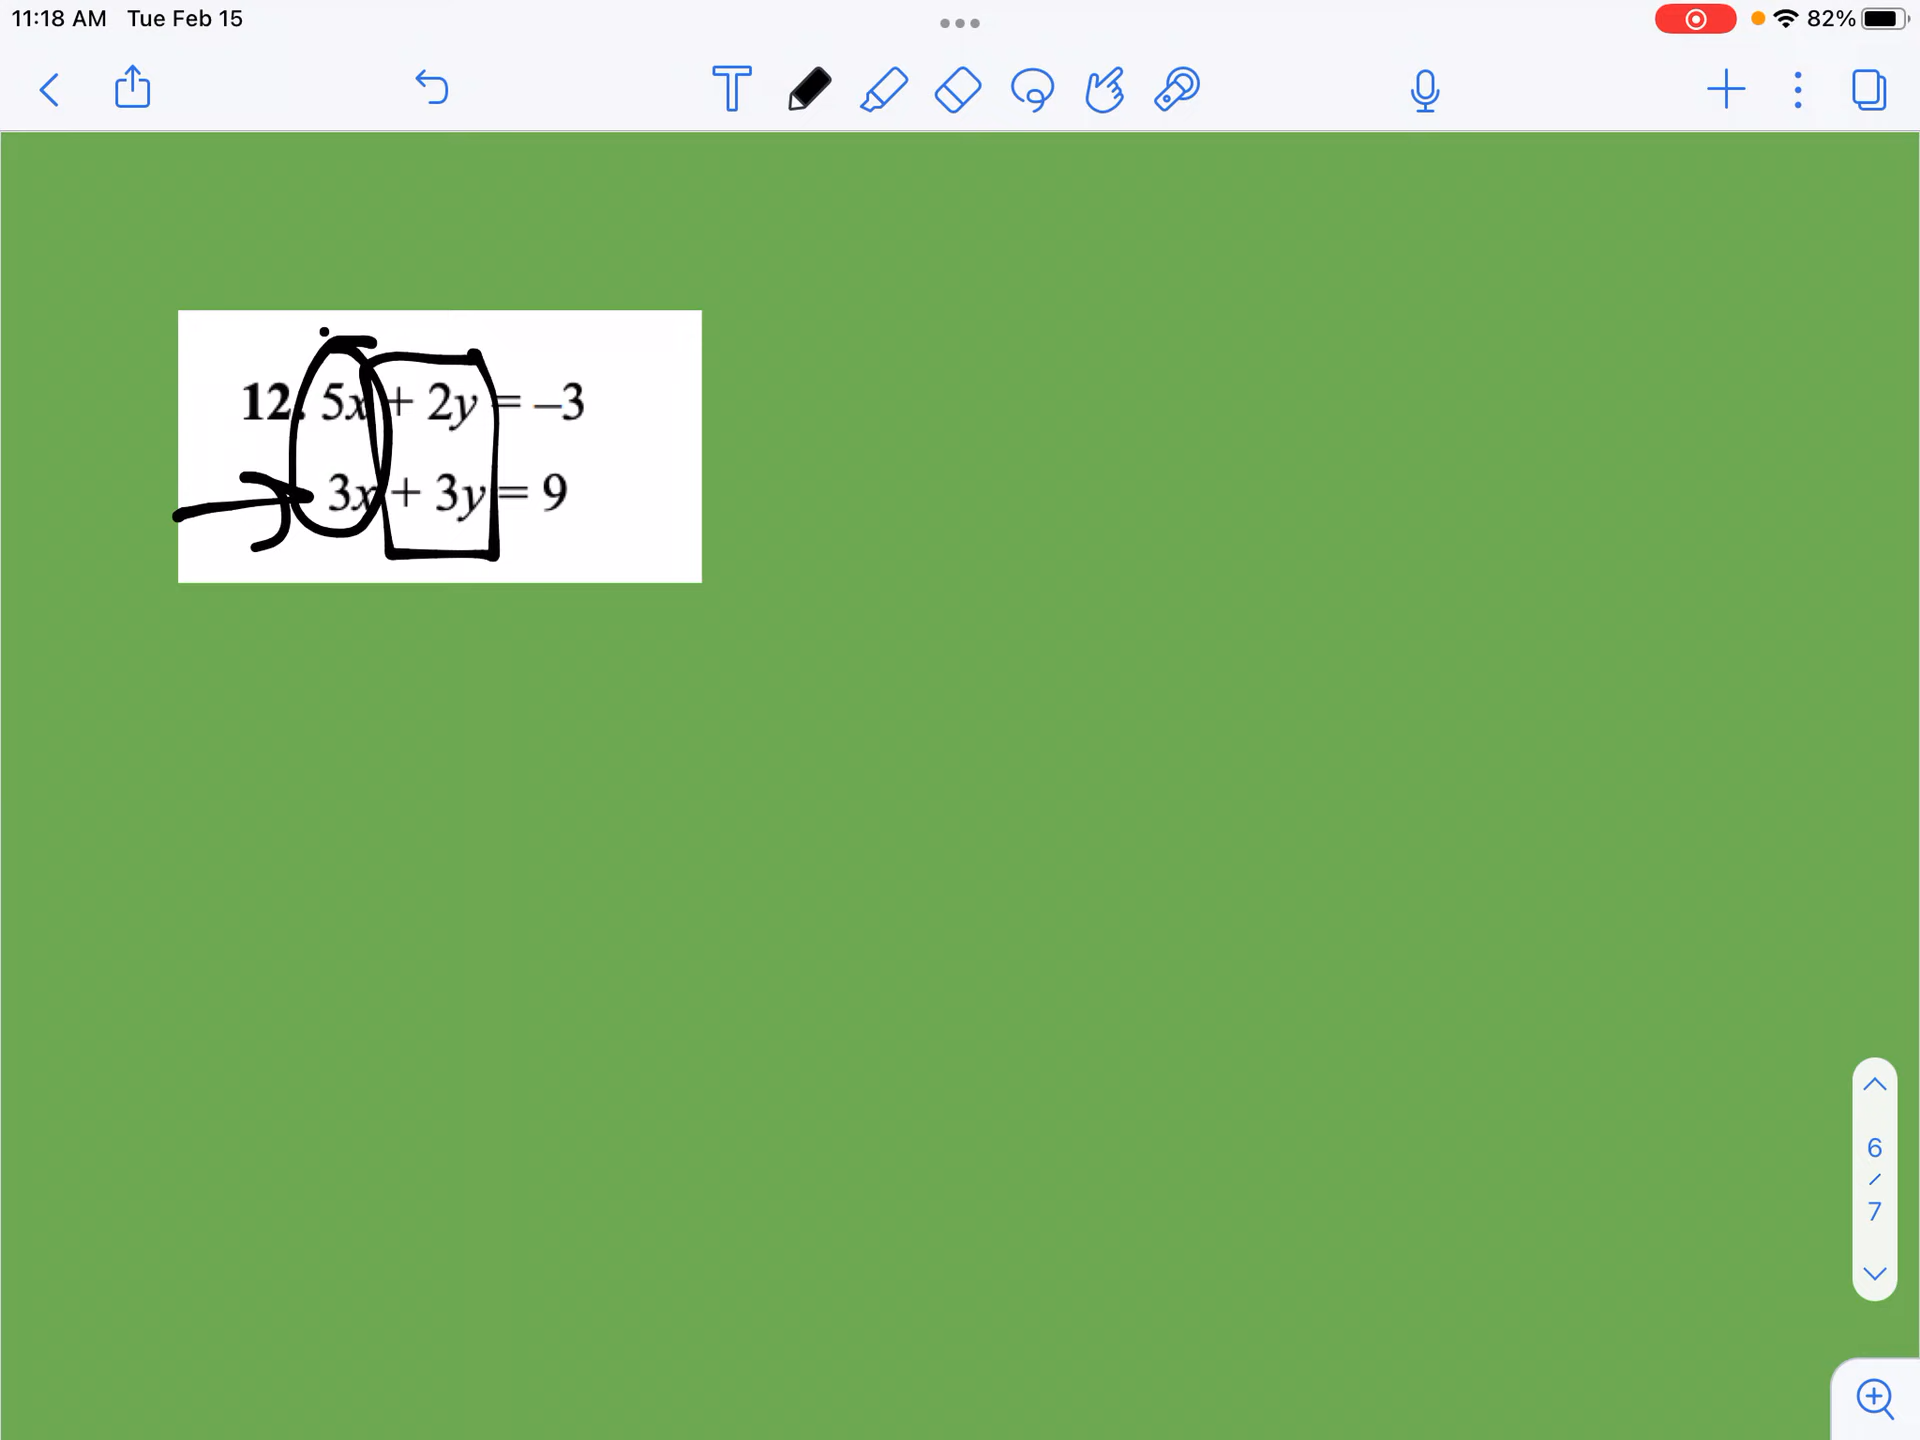 11:18 AM Tue Feb 15
82%
12. 5x + 2y = –3
3x + 3y = 9
6
/
7